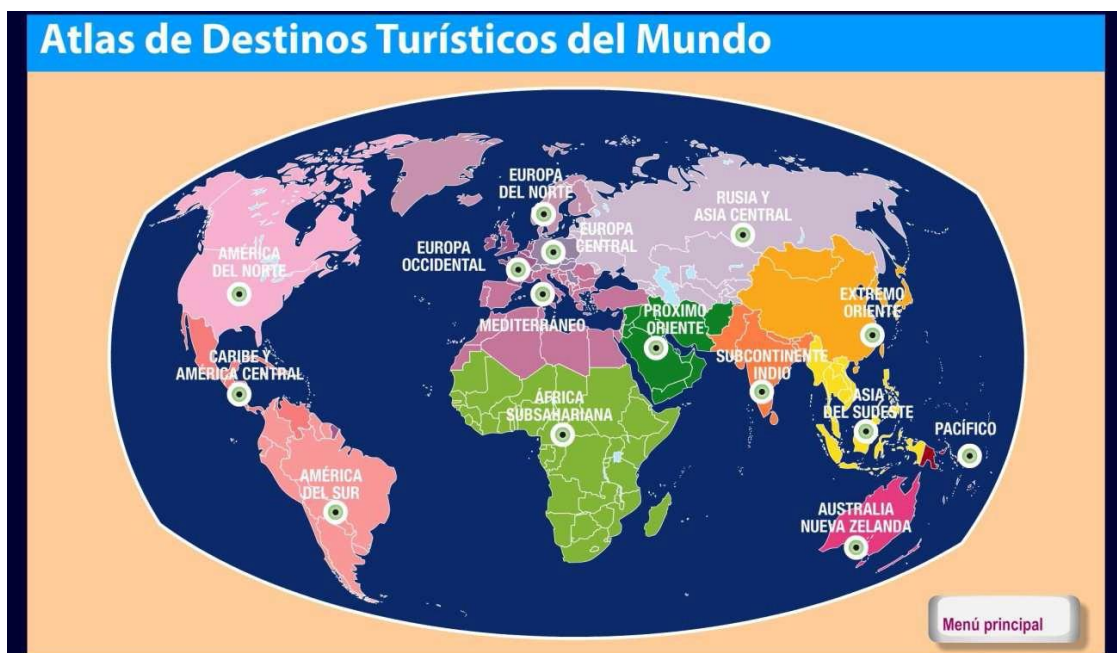 Atlas de Destinos Turísticos del Mundo
EUROPA
DEL NORTE
RUSIA Y
ASIA CENTRAL
EUROPA
CENTRAL
EUROPA
OCCIDENTAL
AMÉRICA
DEL NORTE
MEDITERRÁNEO
PRÓXIMO
ORIENTE
EXTREMO
ORIENTE
CARIBE Y
AMÉRICA CENTRAL
SUBCONTINENTE
INDIO
ÁFRICA
SUBSAHARIANA
ASIA
DEL SUDESTE
PACÍFICO
AMÉRICA
DEL SUR
AUSTRALIA
NUEVA ZELANDA
Menú principal